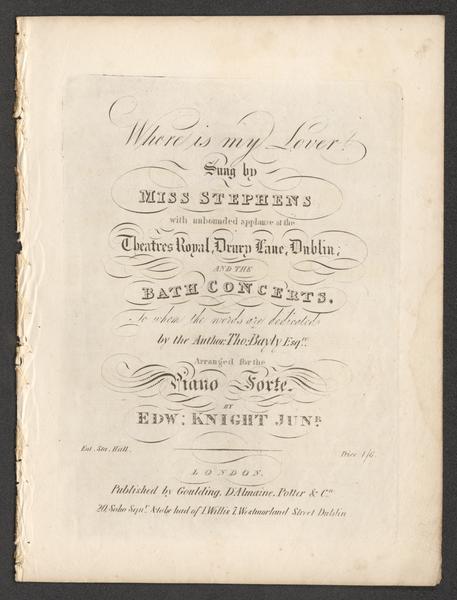 Where is my Lover!
Sung by
MISS STEPHENS
with unbounded applause at the
Theatres Royal, Drury Lane, Dublin,
AND THE
BATH CONCERTS.
To whom the words are dedicated
by the Author, Tho: Bayly Esqr.
Arranged for the
Piano Forte.
BY
EDWD: KNIGHT JUNR.
Ent. Sta. Hall. Price 1/6
LONDON.
Published by Goulding, D'Almaine, Potter & Co.
20, Soho Sqre. & to be had of I. Willis 7, Westmorland Street Dublin